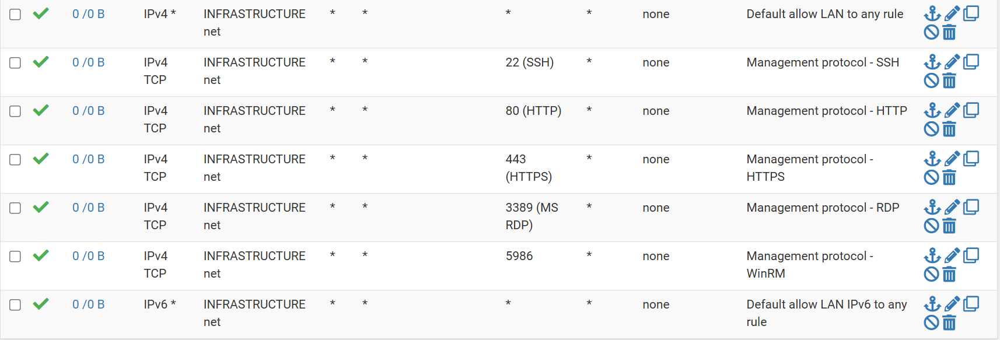 0 /0 B IPv4 * INFRASTRUCTURE net * * * * none Default allow LAN to any rule
0 /0 B IPv4 TCP INFRASTRUCTURE net * * 22 (SSH) * none Management protocol - SSH
0 /0 B IPv4 TCP INFRASTRUCTURE net * * 80 (HTTP) * none Management protocol - HTTP
0 /0 B IPv4 TCP INFRASTRUCTURE net * * 443 (HTTPS) * none Management protocol - HTTPS
0 /0 B IPv4 TCP INFRASTRUCTURE net * * 3389 (MS RDP) * none Management protocol - RDP
0 /0 B IPv4 TCP INFRASTRUCTURE net * * 5986 * none Management protocol - WinRM
0 /0 B IPv6 * INFRASTRUCTURE net * * * * none Default allow LAN IPv6 to any rule